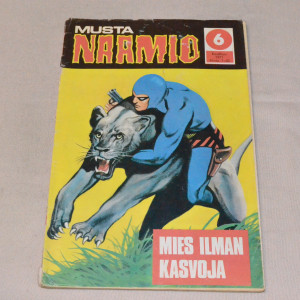 MUSTA
NAAMIO
6
MIES ILMAN
KASVOJA